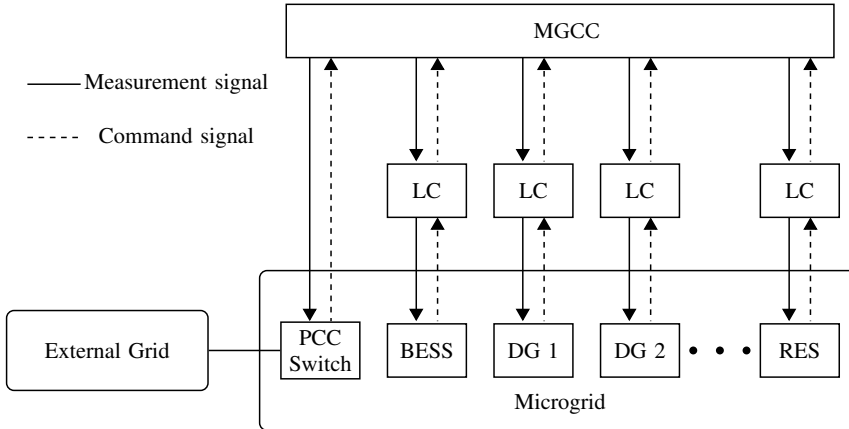 MGCC
Measurement signal
Command signal
LC LC LC LC
External Grid
PCC
Switch
BESS DG 1 DG 2 RES
Microgrid